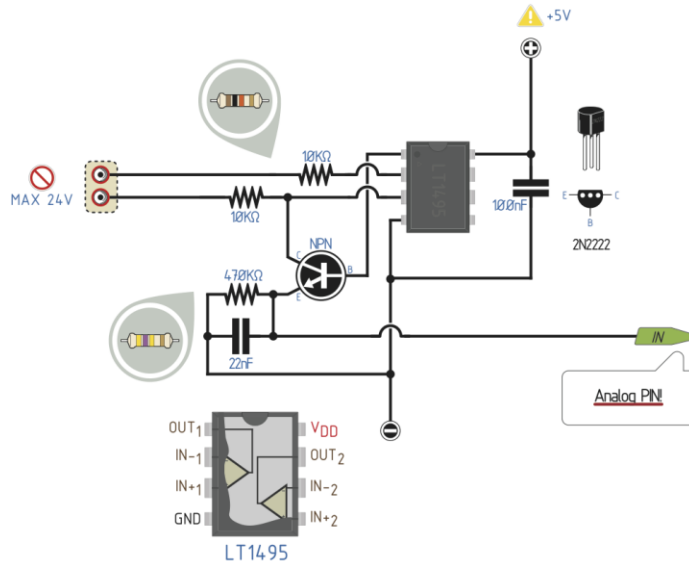 +5V
10KΩ
MAX 24V
10KΩ
LT1495
100nF
E
C
B
2N2222
NPN
C
B
E
470KΩ
22nF
IN
Analog PIN!
OUT1
VDD
IN-1
OUT2
IN+1
IN-2
GND
IN+2
LT1495